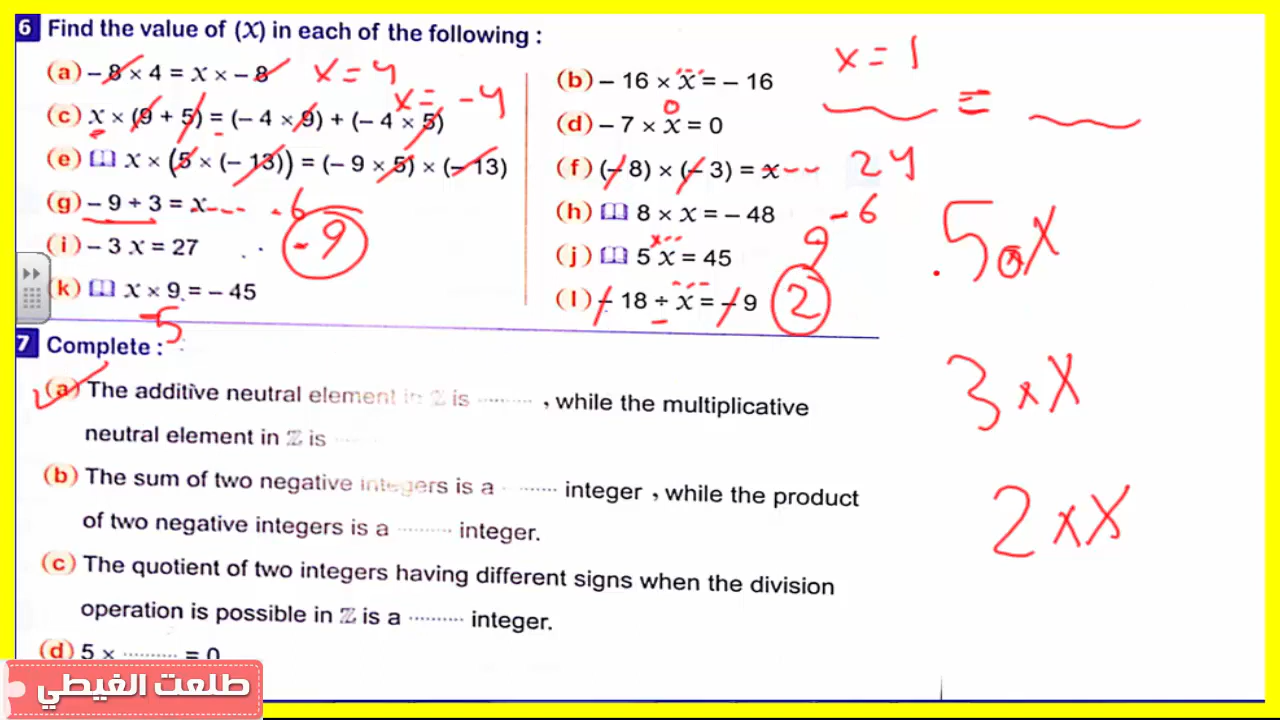 6 Find the value of (X) in each of the following :
(a) – 8 × 4 = X × – 8 x = 4
(b) – 16 × X = – 16 x = 1
(c) X × (9 + 5) = (– 4 × 9) + (– 4 × 5) x = -4
(d) – 7 × X = 0 0
=
(e) X × (5 × (– 13)) = (– 9 × 5) × (– 13)
(f) (– 8) × (– 3) = X 24
(g) – 9 + 3 = X -6
(h) 8 × X = – 48 -6
(i) – 3 X = 27 -9
(j) 5 X = 45 9
(k) X × 9 = – 45 -5
(l) – 18 ÷ X = – 9 2
5 x X
3 x X
2 x X
7 Complete :
(a) The additive neutral element in ℤ is ········· , while the multiplicative
neutral element in ℤ is ······
(b) The sum of two negative integers is a ········· integer , while the product
of two negative integers is a ········· integer.
(c) The quotient of two integers having different signs when the division
operation is possible in ℤ is a ········· integer.
(d) 5 × ········· = 0
طلعت الغيطي